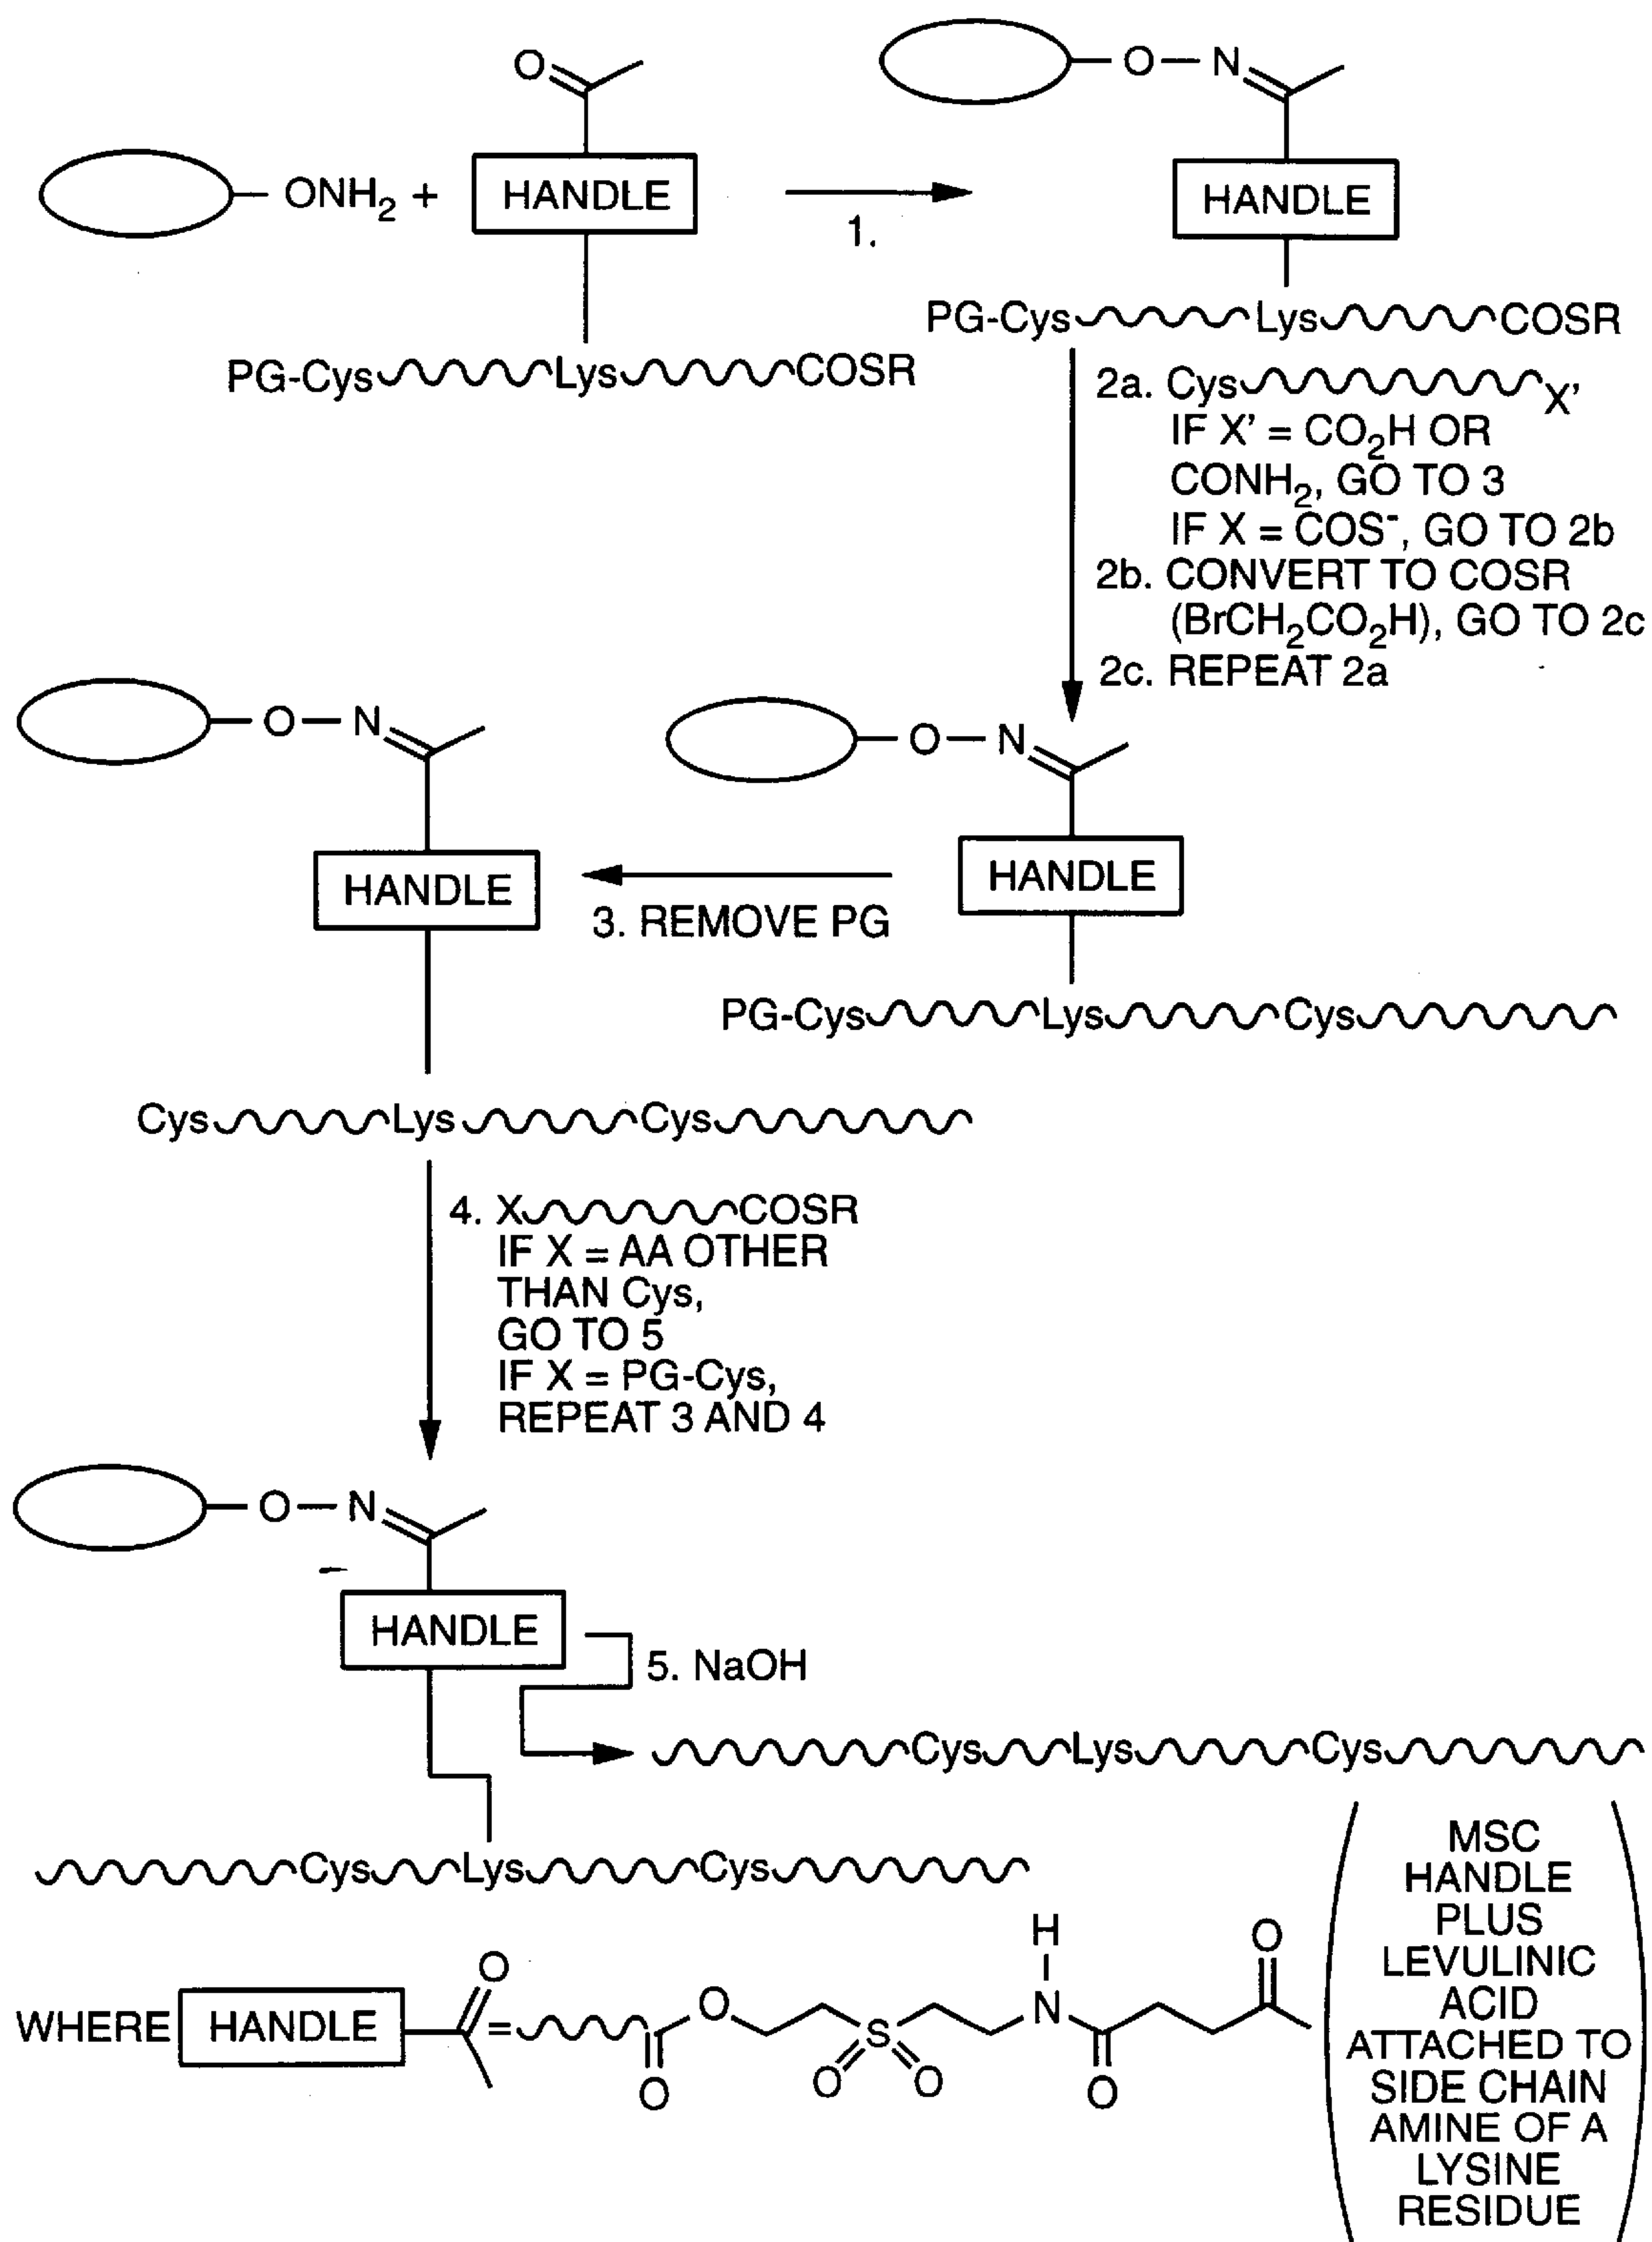 O
O — N
ONH2 +
HANDLE
1.
HANDLE
PG-Cys Lys COSR
PG-Cys Lys COSR
2a. Cys X'
IF X' = CO2H OR
CONH2, GO TO 3
IF X = COS-, GO TO 2b
2b. CONVERT TO COSR
(BrCH2CO2H), GO TO 2c
2c. REPEAT 2a
O — N
O — N
HANDLE
3. REMOVE PG
HANDLE
PG-Cys Lys Cys
Cys Lys Cys
4. X COSR
IF X = AA OTHER
THAN Cys,
GO TO 5
IF X = PG-Cys,
REPEAT 3 AND 4
O — N
HANDLE
5. NaOH
Cys Lys Cys
Cys Lys Cys
WHERE HANDLE O = O O S O O H N O O
MSC
HANDLE
PLUS
LEVULINIC
ACID
ATTACHED TO
SIDE CHAIN
AMINE OF A
LYSINE
RESIDUE